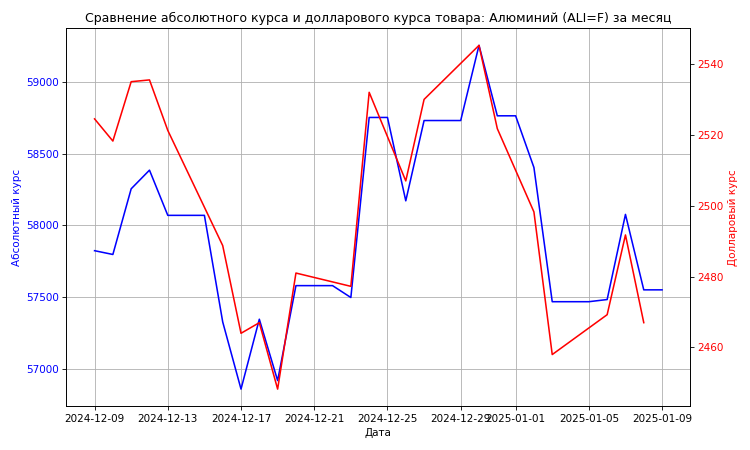 Сравнение абсолютного курса и долларового курса товара: Алюминий (ALI=F) за месяц
59000
58500
58000
57500
57000
Абсолютный курс
2540
2520
2500
2480
2460
Долларовый курс
2024-12-09 2024-12-13 2024-12-17 2024-12-21 2024-12-25 2024-12-29 2025-01-01 2025-01-05 2025-01-09
Дата